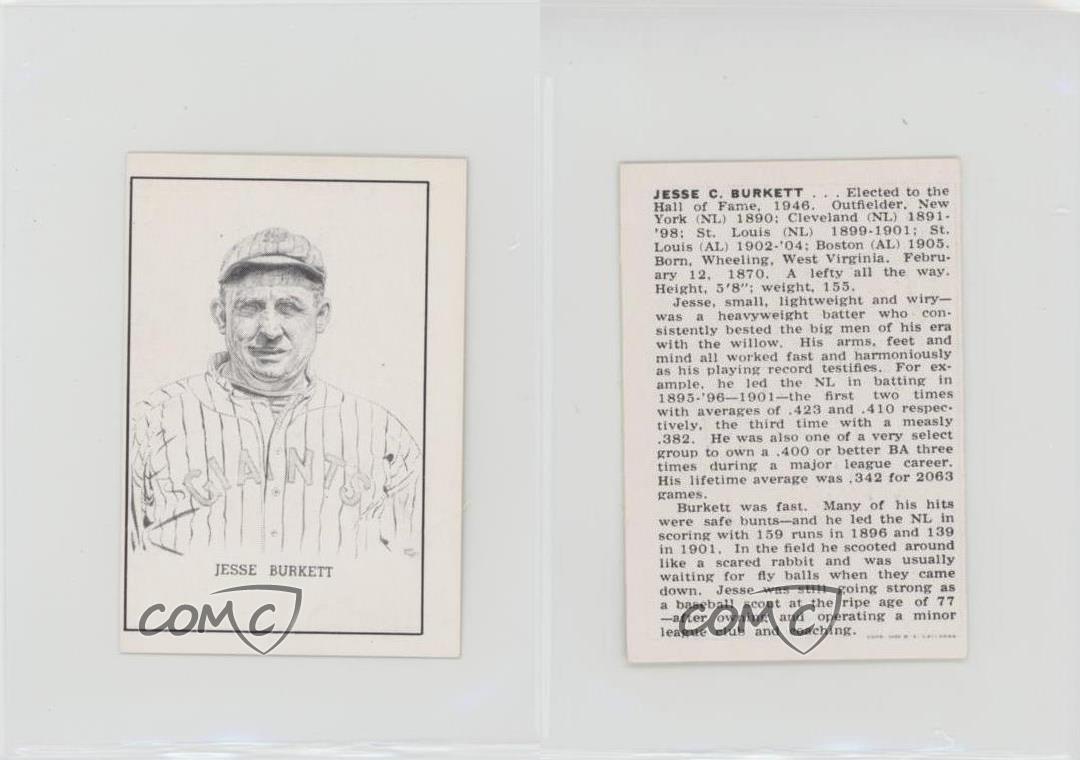 GIANTS
JESSE BURKETT
COMC
JESSE C. BURKETT . . . Elected to the
Hall of Fame, 1946. Outfielder, New
York (NL) 1890; Cleveland (NL) 1891-
'98; St. Louis (NL) 1899-1901; St.
Louis (AL) 1902-'04; Boston (AL) 1905.
Born, Wheeling, West Virginia. Febru-
ary 12, 1870. A lefty all the way.
Height, 5'8"; weight, 155.
Jesse, small, lightweight and wiry—
was a heavyweight batter who con-
sistently bested the big men of his era
with the willow. His arms, feet and
mind all worked fast and harmoniously
as his playing record testifies. For ex-
ample, he led the NL in batting in
1895-'96—1901—the first two times
with averages of .423 and .410 respec-
tively, the third time with a measly
.382. He was also one of a very select
group to own a .400 or better BA three
times during a major league career.
His lifetime average was .342 for 2063
games.
Burkett was fast. Many of his hits
were safe bunts—and he led the NL in
scoring with 159 runs in 1896 and 139
in 1901. In the field he scooted around
like a scared rabbit and was usually
waiting for fly balls when they came
down. Jesse was still going strong as
a baseball scout at the ripe age of 77
—after owning and operating a minor
league club and coaching.
COMC